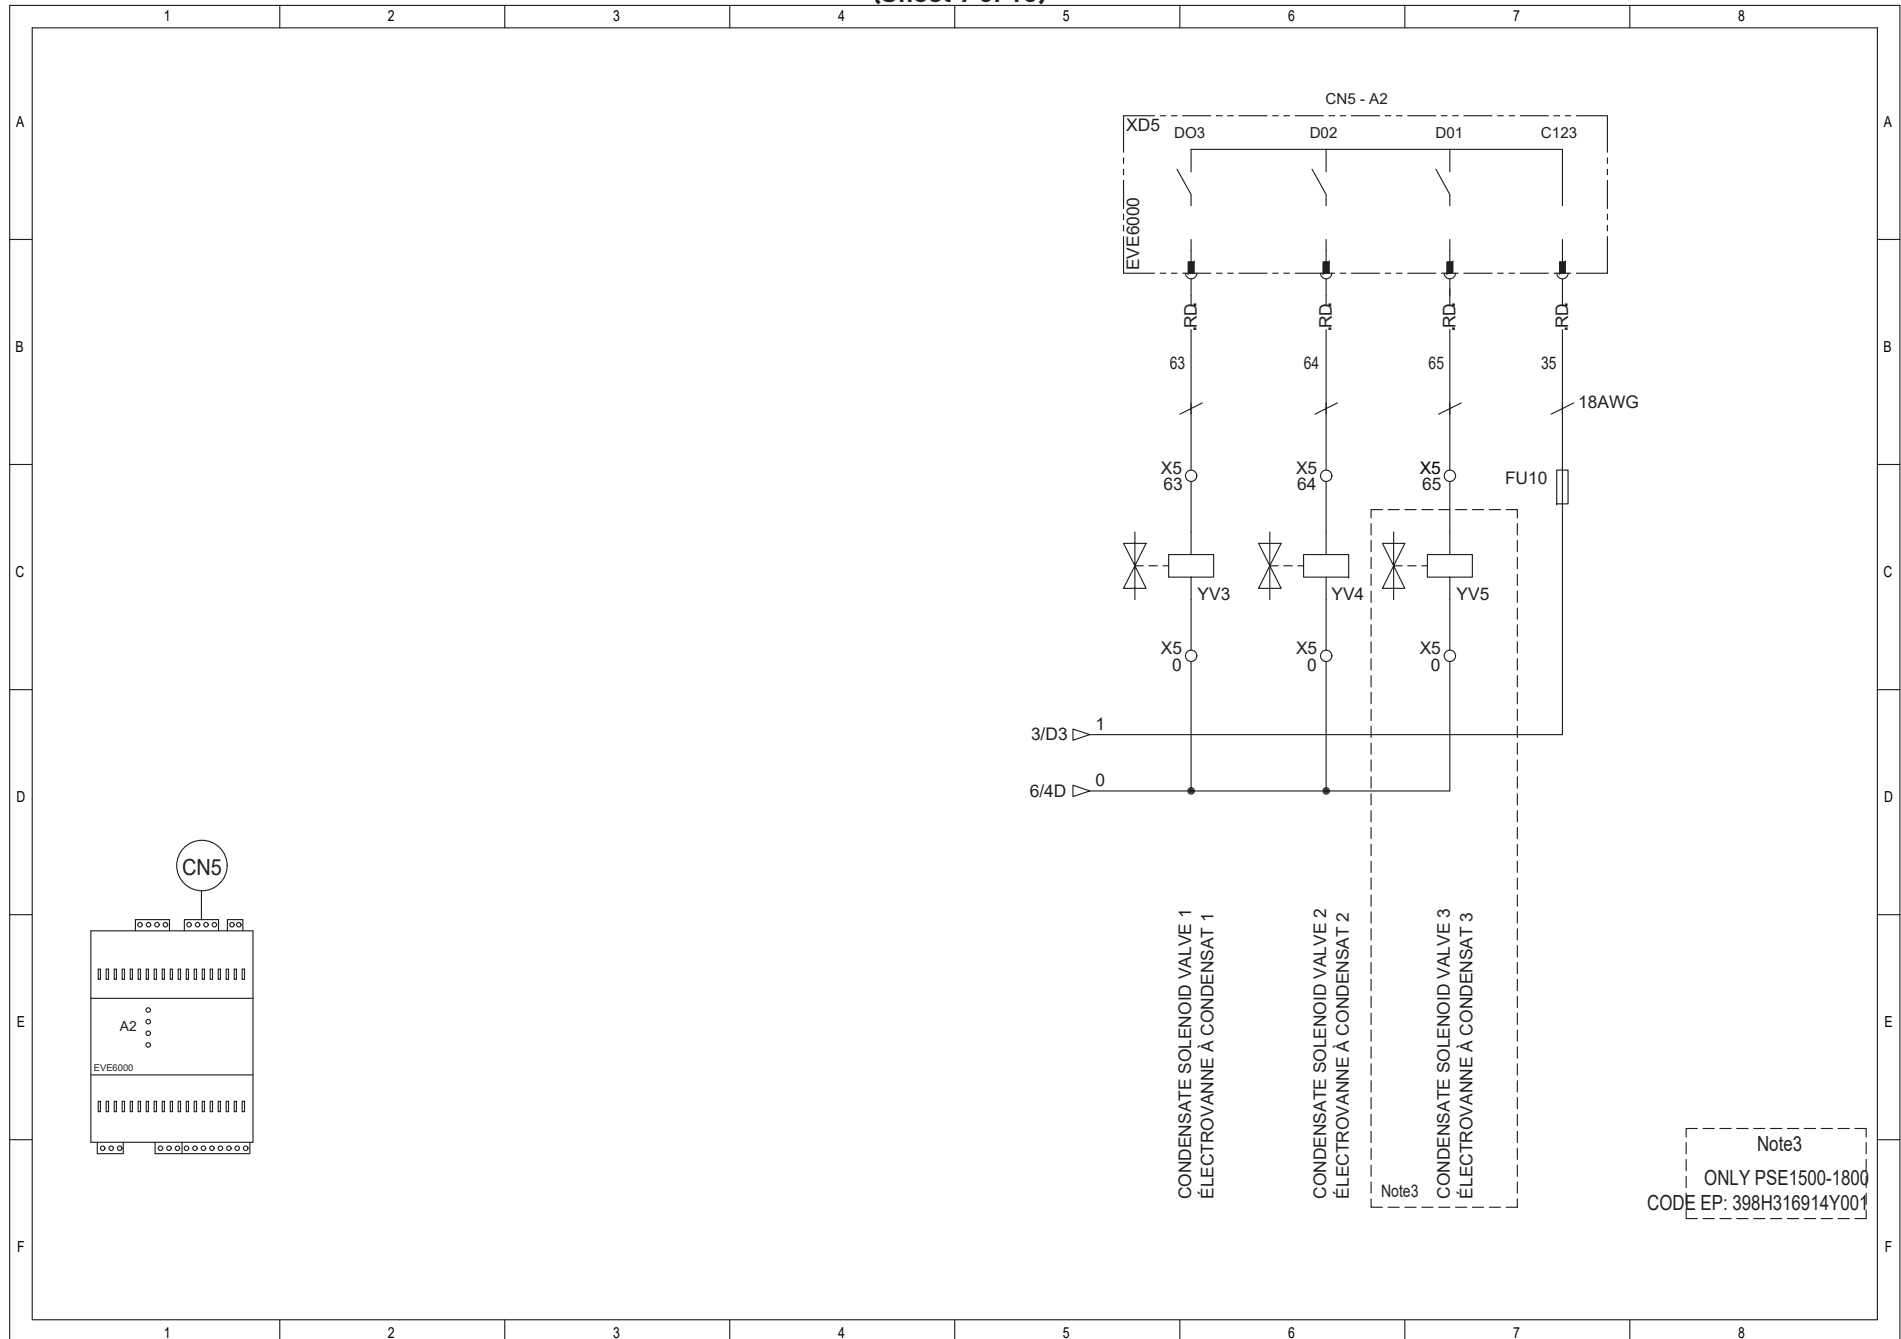 1 2 3 4 5 6 7 8
A A
CN5 - A2
XD5 DO3 D02 D01 C123
EVE6000
RD RD RD RD
B B
63 64 65 35
18AWG
X5 X5 X5
63 64 65
FU10
C C
YV3 YV4 YV5
X5 X5 X5
0 0 0
3/D3 1
6/4D 0
D D
CN5
CONDENSATE SOLENOID VALVE 1
ÉLECTROVANNE À CONDENSAT 1
CONDENSATE SOLENOID VALVE 2
ÉLECTROVANNE À CONDENSAT 2
CONDENSATE SOLENOID VALVE 3
ÉLECTROVANNE À CONDENSAT 3
E E
A2
EVE6000
Note3
Note3
ONLY PSE1500-1800
CODE EP: 398H316914Y001
F F
1 2 3 4 5 6 7 8